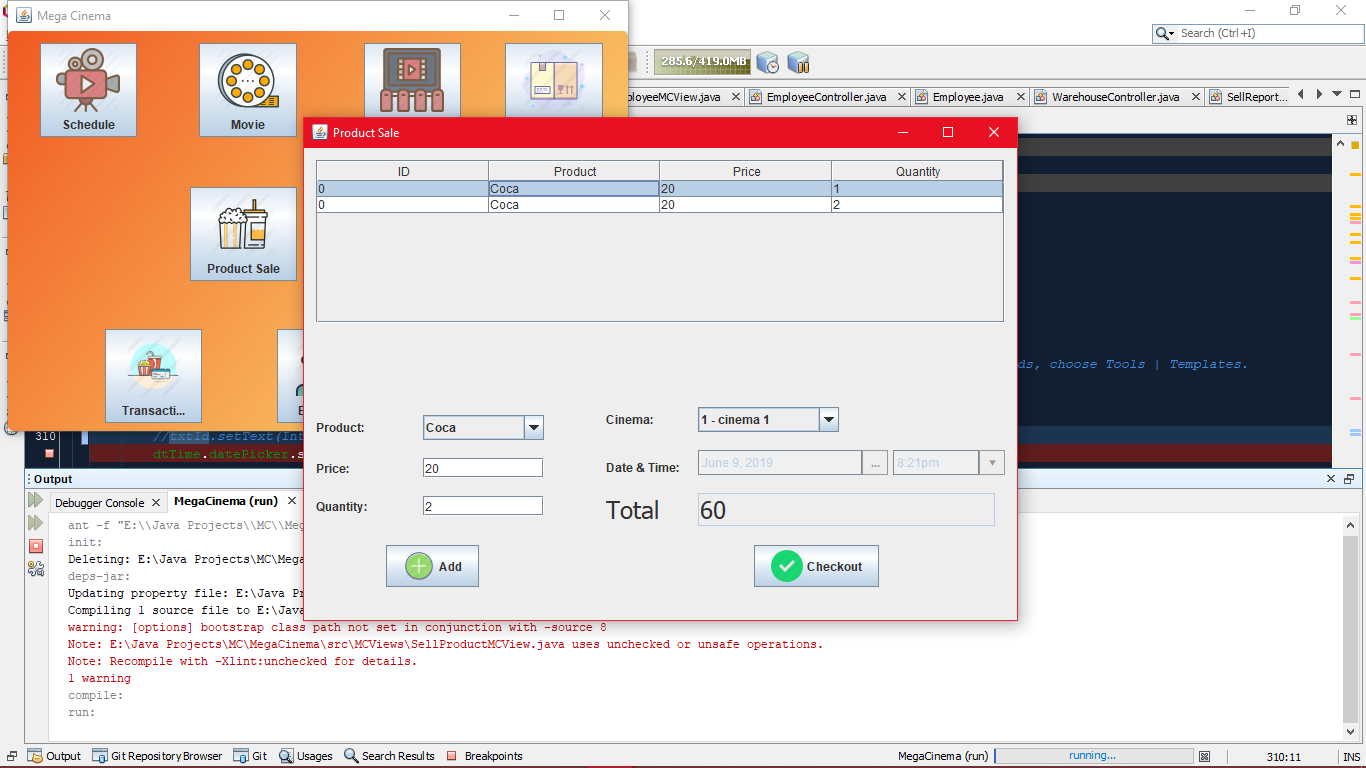 Mega Cinema
Search (Ctrl+I)
285.6/419.0MB
Schedule
Movie
loyeeMCView.java
EmployeeController.java
Employee.java
WarehouseController.java
SellReport...
Product Sale
ID Product Price Quantity
0 Coca 20 1
0 Coca 20 2
Product Sale
ds, choose Tools | Templates.
Transacti...
E
Product: Coca
Cinema: 1 - cinema 1
Price: 20
Date & Time: June 9, 2019 ... 8:21pm
Quantity: 2
Total 60
Add
Checkout
310 //txtId.setText(Int
dtTime.datePicker.s
Output
Debugger Console
MegaCinema (run)
ant -f "E:\\Java Projects\\MC\\Meg
init:
Deleting: E:\Java Projects\MC\Mega
deps-jar:
Updating property file: E:\Java Pr
Compiling 1 source file to E:\Java
warning: [options] bootstrap class path not set in conjunction with -source 8
Note: E:\Java Projects\MC\MegaCinema\src\MCViews\SellProductMCView.java uses unchecked or unsafe operations.
Note: Recompile with -Xlint:unchecked for details.
1 warning
compile:
run:
Output
Git Repository Browser
Git
Usages
Search Results
Breakpoints
MegaCinema (run)
running...
310:11
INS